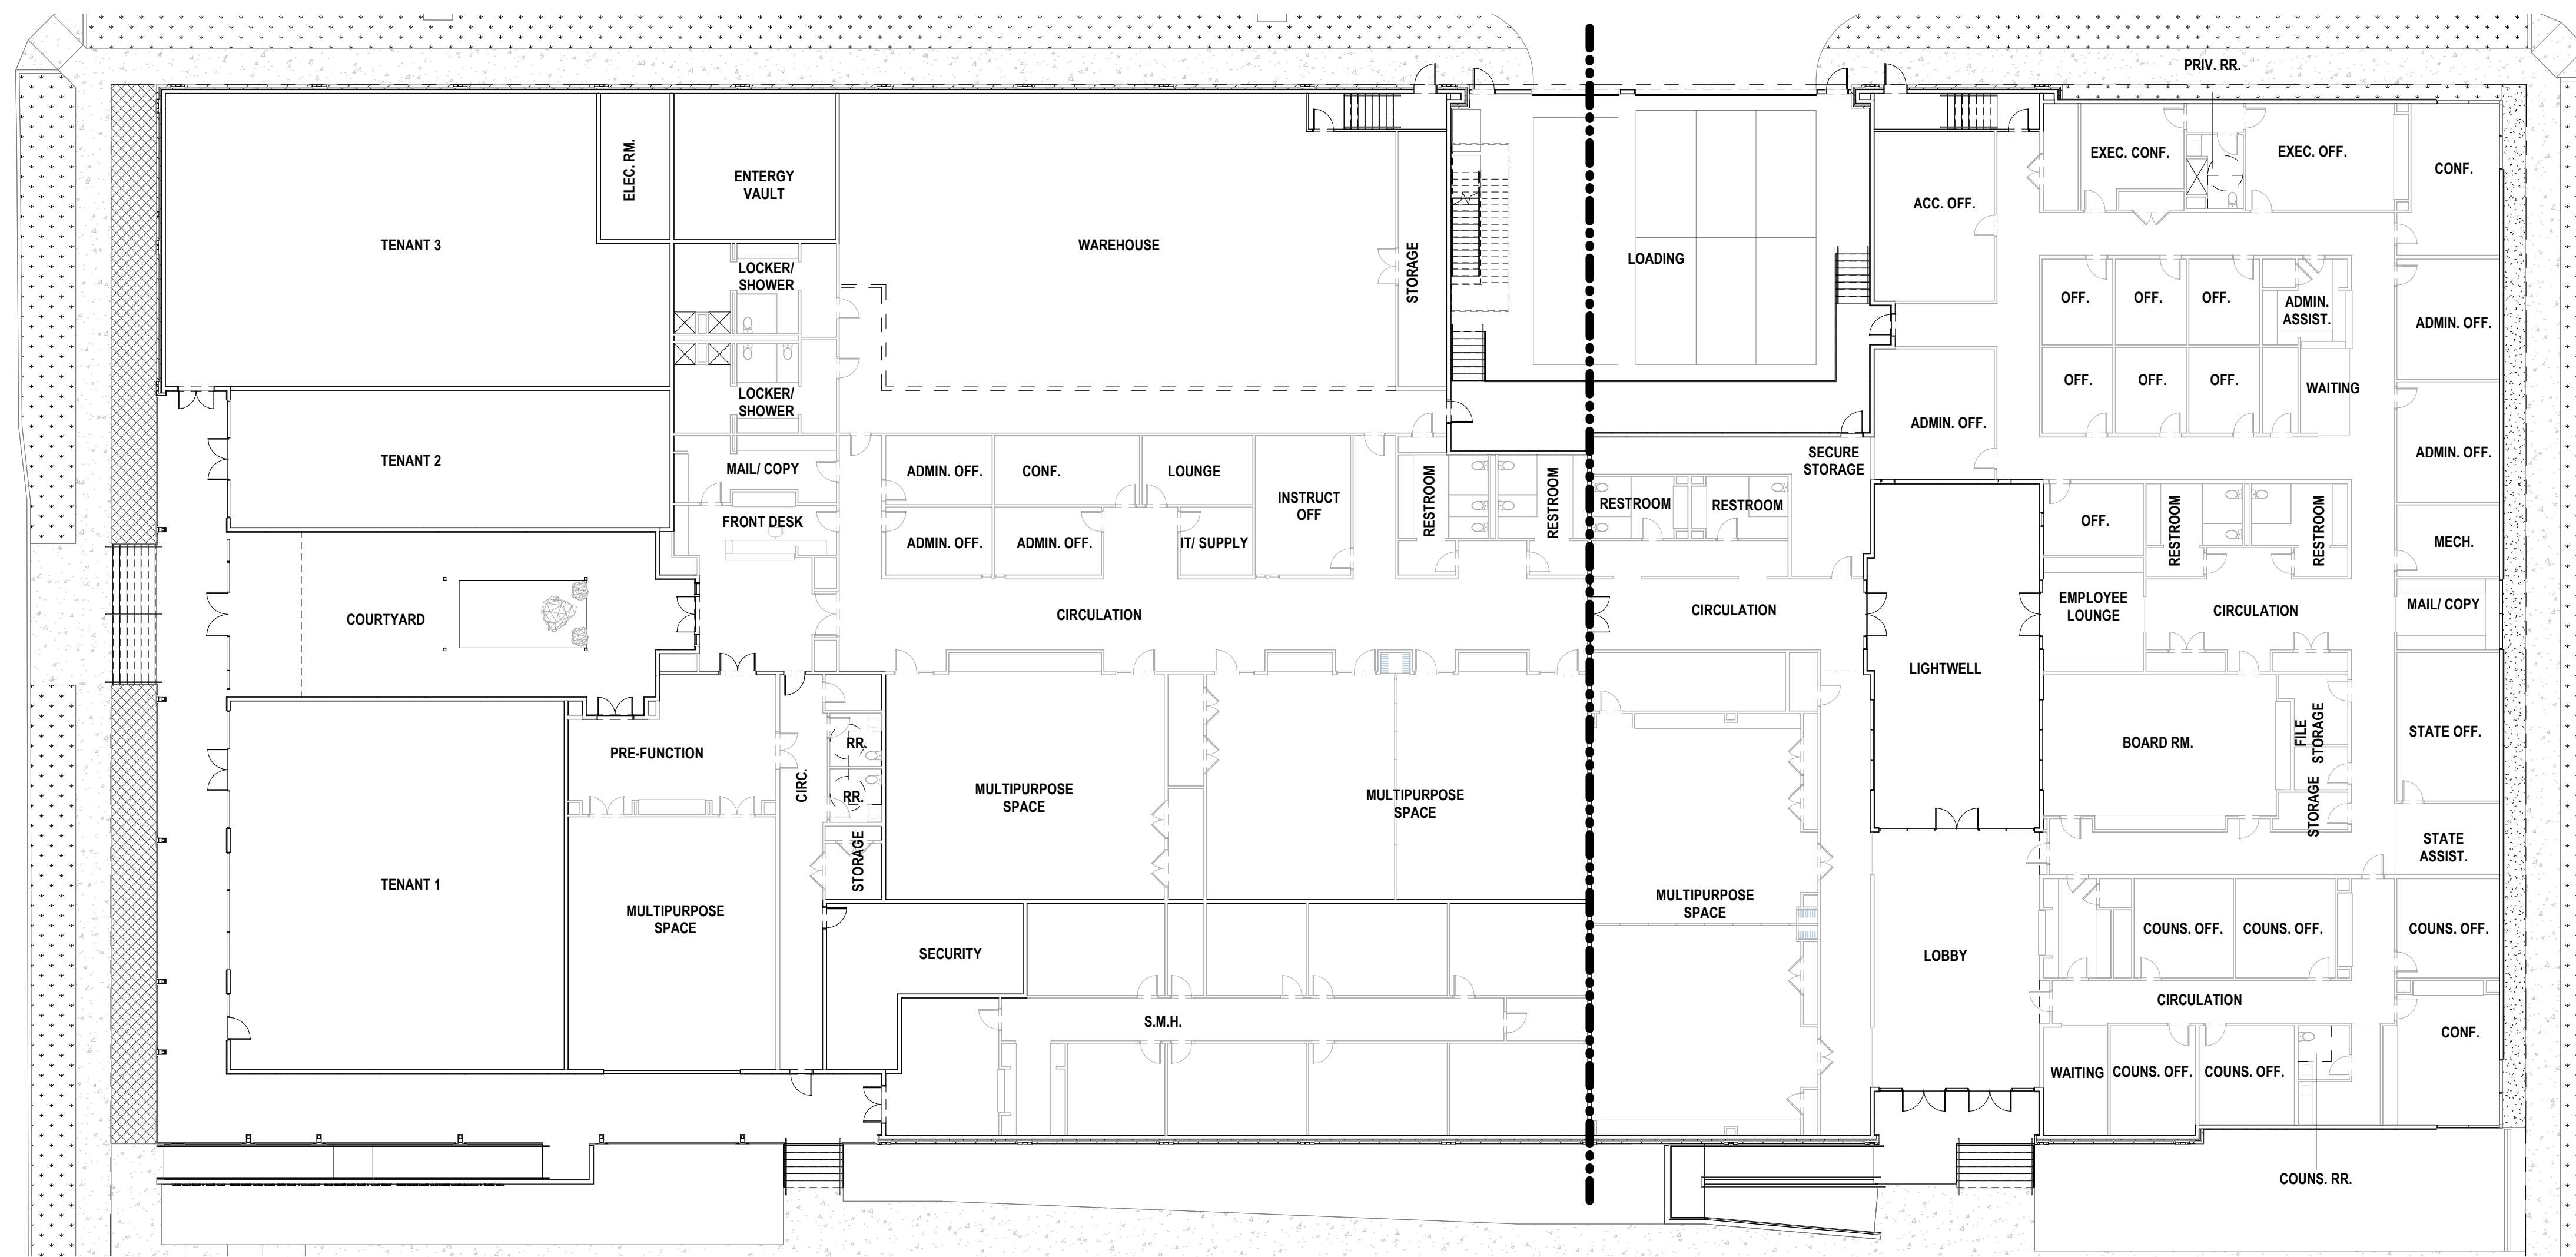 PRIV. RR.
ELEC. RM.
ENTERGY
VAULT
EXEC. CONF.
EXEC. OFF.
CONF.
ACC. OFF.
TENANT 3
WAREHOUSE
STORAGE
LOADING
LOCKER/
SHOWER
OFF.
OFF.
OFF.
ADMIN.
ASSIST.
ADMIN. OFF.
LOCKER/
SHOWER
OFF.
OFF.
OFF.
WAITING
ADMIN. OFF.
ADMIN. OFF.
TENANT 2
MAIL/ COPY
ADMIN. OFF.
CONF.
LOUNGE
SECURE
STORAGE
INSTRUCT
OFF
RESTROOM
RESTROOM
RESTROOM
RESTROOM
FRONT DESK
OFF.
RESTROOM
RESTROOM
ADMIN. OFF.
ADMIN. OFF.
IT/ SUPPLY
MECH.
COURTYARD
CIRCULATION
CIRCULATION
EMPLOYEE
LOUNGE
CIRCULATION
MAIL/ COPY
LIGHTWELL
PRE-FUNCTION
RR.
CIRC.
RR.
MULTIPURPOSE
SPACE
MULTIPURPOSE
SPACE
BOARD RM.
FILE
STORAGE
STATE OFF.
STORAGE
STORAGE
STATE
ASSIST.
TENANT 1
MULTIPURPOSE
SPACE
MULTIPURPOSE
SPACE
SECURITY
LOBBY
COUNS. OFF.
COUNS. OFF.
COUNS. OFF.
S.M.H.
CIRCULATION
CONF.
WAITING
COUNS. OFF.
COUNS. OFF.
COUNS. RR.